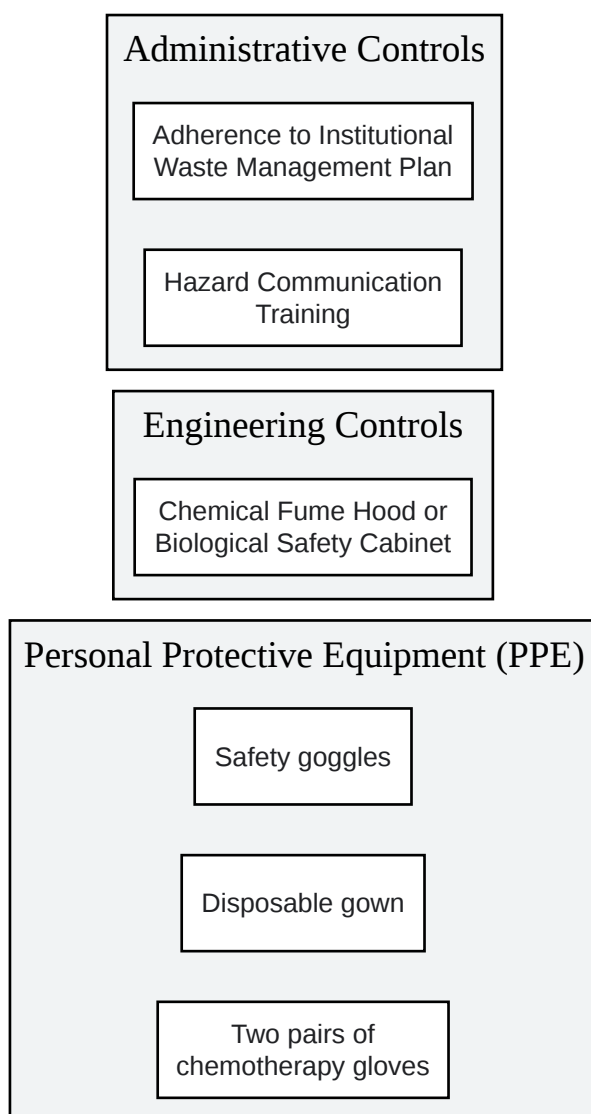 Administrative Controls
Adherence to Institutional
Waste Management Plan
Hazard Communication
Training
Engineering Controls
Chemical Fume Hood or
Biological Safety Cabinet
Personal Protective Equipment (PPE)
Safety goggles
Disposable gown
Two pairs of
chemotherapy gloves